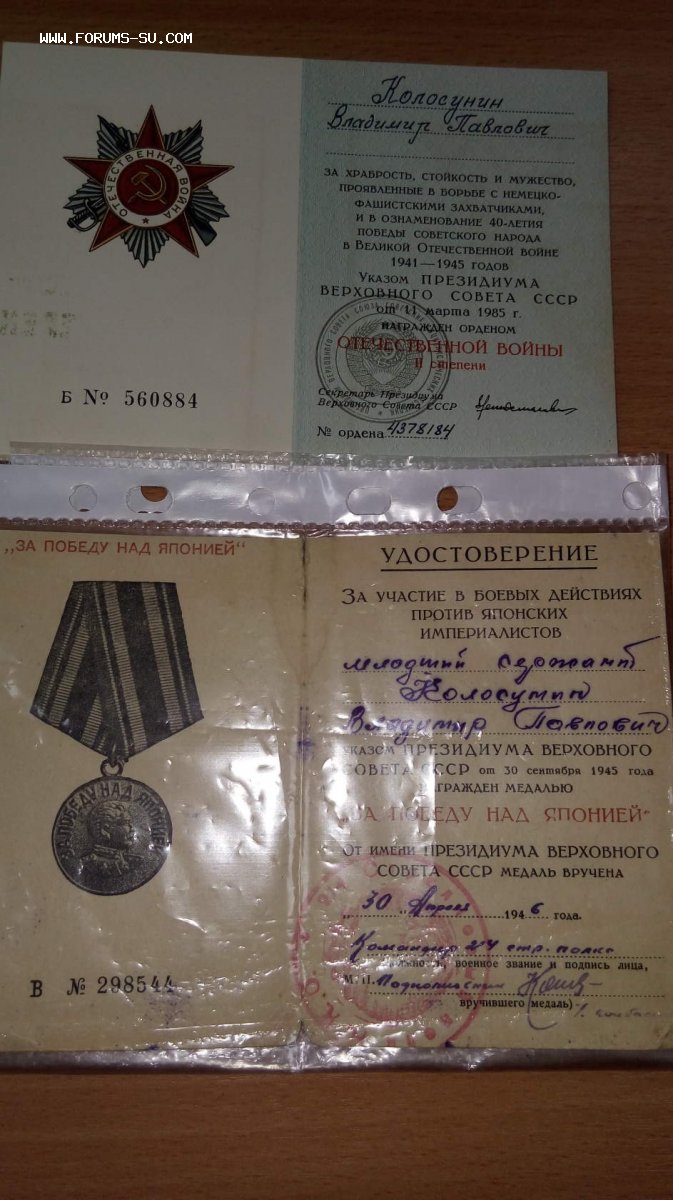 WWW.FORUMS-SU.COM
ОТЕЧЕСТВЕННАЯ ВОЙНА
Б № 560884
Колосунин
Владимир Павлович
ЗА ХРАБРОСТЬ, СТОЙКОСТЬ И МУЖЕСТВО,
ПРОЯВЛЕННЫЕ В БОРЬБЕ С НЕМЕЦКО-
ФАШИСТСКИМИ ЗАХВАТЧИКАМИ,
И В ОЗНАМЕНОВАНИЕ 40-ЛЕТИЯ
ПОБЕДЫ СОВЕТСКОГО НАРОДА
В ВЕЛИКОЙ ОТЕЧЕСТВЕННОЙ ВОЙНЕ
1941—1945 ГОДОВ
УКАЗОМ ПРЕЗИДИУМА
ВЕРХОВНОГО СОВЕТА СССР
от 11 марта 1985 г.
НАГРАЖДЕН ОРДЕНОМ
ОТЕЧЕСТВЕННОЙ ВОЙНЫ
II СТЕПЕНИ
Секретарь Президиума
Верховного Совета СССР
№ ордена 4378184
„ЗА ПОБЕДУ НАД ЯПОНИЕЙ“
ЗА ПОБЕДУ НАД ЯПОНИЕЙ
В № 298544
УДОСТОВЕРЕНИЕ
ЗА УЧАСТИЕ В БОЕВЫХ ДЕЙСТВИЯХ
ПРОТИВ ЯПОНСКИХ
ИМПЕРИАЛИСТОВ
младший сержант
Колосунин
Владимир Павлович
УКАЗОМ ПРЕЗИДИУМА ВЕРХОВНОГО
СОВЕТА СССР от 30 сентября 1945 года
НАГРАЖДЕН МЕДАЛЬЮ
„ЗА ПОБЕДУ НАД ЯПОНИЕЙ“
ОТ ИМЕНИ ПРЕЗИДИУМА ВЕРХОВНОГО
СОВЕТА СССР МЕДАЛЬ ВРУЧЕНА
„30“ Апреля 1946 года.
Командир стр. полка
должность, военное звание и подпись лица,
М. П. Подполковник
вручившего медаль)